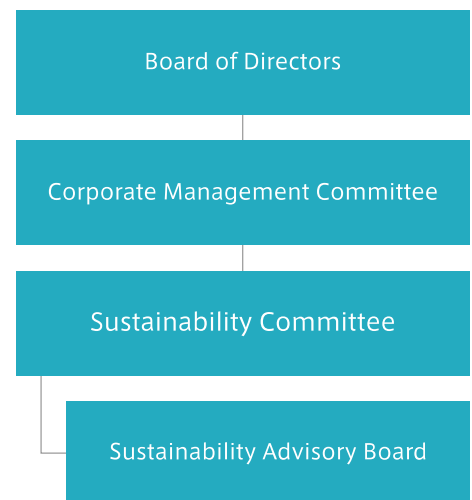 Board of Directors
Corporate Management Committee
Sustainability Committee
Sustainability Advisory Board